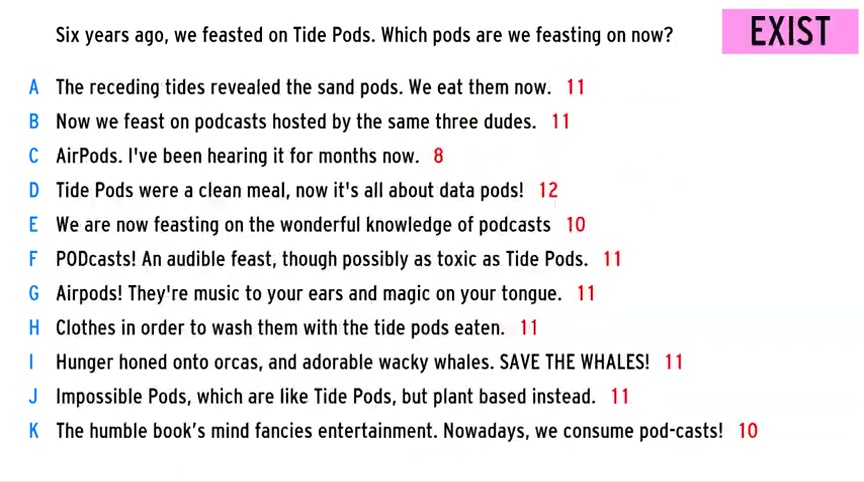 Six years ago, we feasted on Tide Pods. Which pods are we feasting on now?
EXIST
A The receding tides revealed the sand pods. We eat them now. 11
B Now we feast on podcasts hosted by the same three dudes. 11
C AirPods. I've been hearing it for months now. 8
D Tide Pods were a clean meal, now it's all about data pods! 12
E We are now feasting on the wonderful knowledge of podcasts 10
F PODcasts! An audible feast, though possibly as toxic as Tide Pods. 11
G Airpods! They're music to your ears and magic on your tongue. 11
H Clothes in order to wash them with the tide pods eaten. 11
I Hunger honed onto orcas, and adorable wacky whales. SAVE THE WHALES! 11
J Impossible Pods, which are like Tide Pods, but plant based instead. 11
K The humble book's mind fancies entertainment. Nowadays, we consume pod-casts! 10